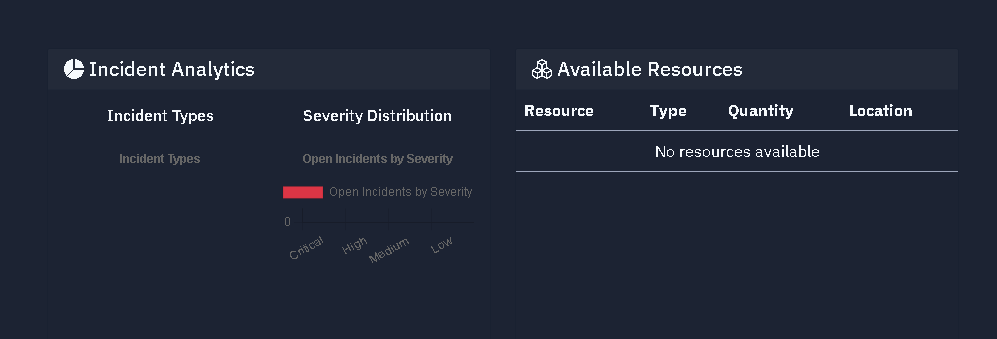 Incident Analytics
Incident Types
Severity Distribution
Incident Types
Open Incidents by Severity
Open Incidents by Severity
0
Critical
High
Medium
Low
Available Resources
Resource Type Quantity Location
No resources available